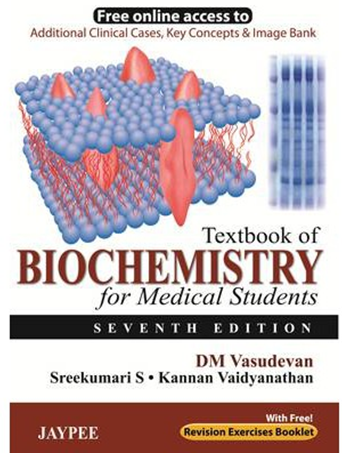 Free online access to
Additional Clinical Cases, Key Concepts & Image Bank
Textbook of
BIOCHEMISTRY
for Medical Students
SEVENTH EDITION
DM Vasudevan
Sreekumari S • Kannan Vaidyanathan
With Free!
JAYPEE
Revision Exercises Booklet